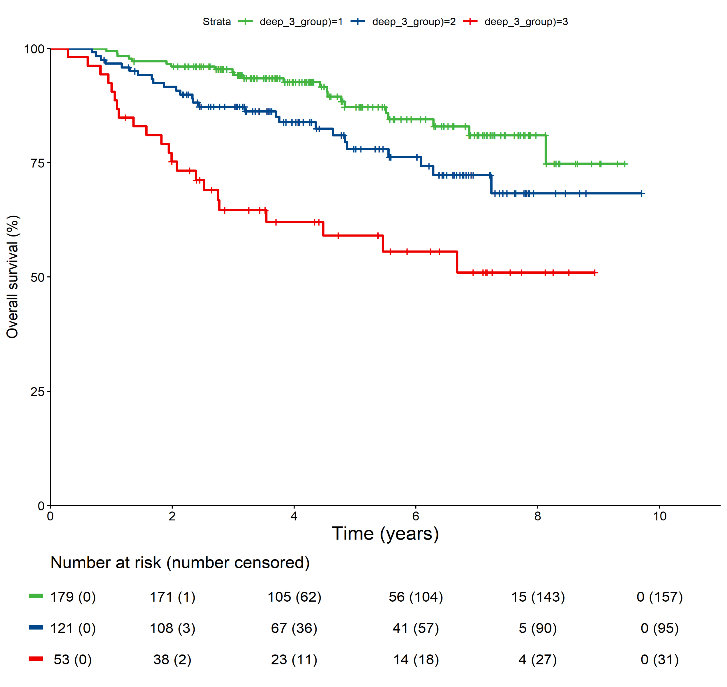 Strata deep_3_group)=1 deep_3_group)=2 deep_3_group)=3
100
75
50
25
0
Overall survival (%)
0 2 4 6 8 10
Time (years)
Number at risk (number censored)
179 (0) 171 (1) 105 (62) 56 (104) 15 (143) 0 (157)
121 (0) 108 (3) 67 (36) 41 (57) 5 (90) 0 (95)
53 (0) 38 (2) 23 (11) 14 (18) 4 (27) 0 (31)